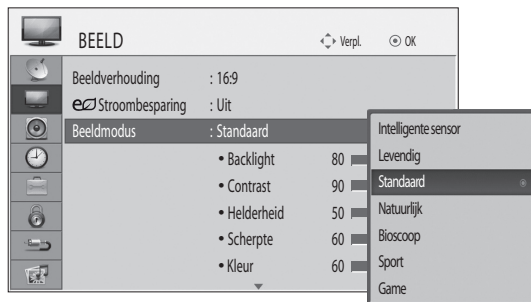 BEELD
Verpl.
OK
Beeldverhouding : 16:9
Stroombesparing : Uit
Beeldmodus : Standaard
• Backlight 80
• Contrast 90
• Helderheid 50
• Scherpte 60
• Kleur 60
Intelligente sensor
Levendig
Standaard
Natuurlijk
Bioscoop
Sport
Game